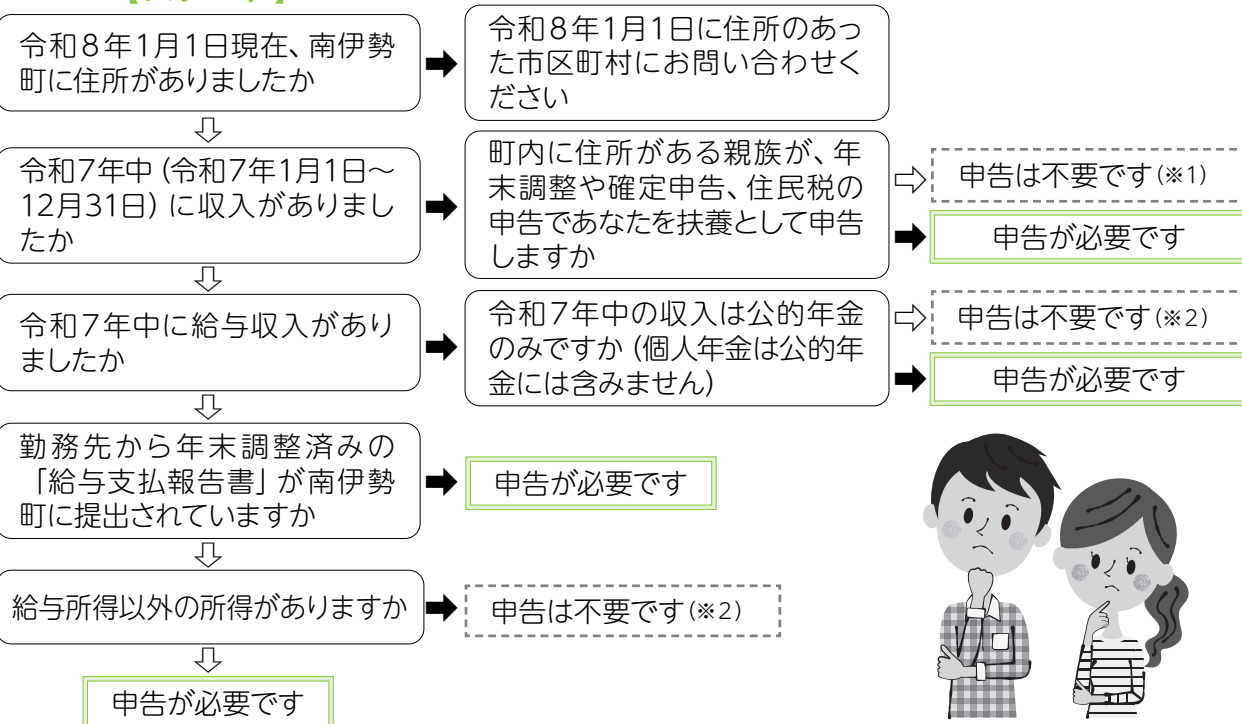 令和8年1月1日現在、南伊勢
町に住所がありましたか
令和8年1月1日に住所のあっ
た市区町村にお問い合わせく
ださい
令和7年中(令和7年1月1日～
12月31日)に収入がありまし
たか
町内に住所がある親族が、年
末調整や確定申告、住民税の
申告であなたを扶養として申告
しますか
申告は不要です(※1)
申告が必要です
令和7年中に給与収入があり
ましたか
令和7年中の収入は公的年金
のみですか(個人年金は公的年
金には含みません)
申告は不要です(※2)
申告が必要です
勤務先から年末調整済みの
「給与支払報告書」が南伊勢
町に提出されていますか
申告が必要です
給与所得以外の所得がありますか
申告は不要です(※2)
申告が必要です